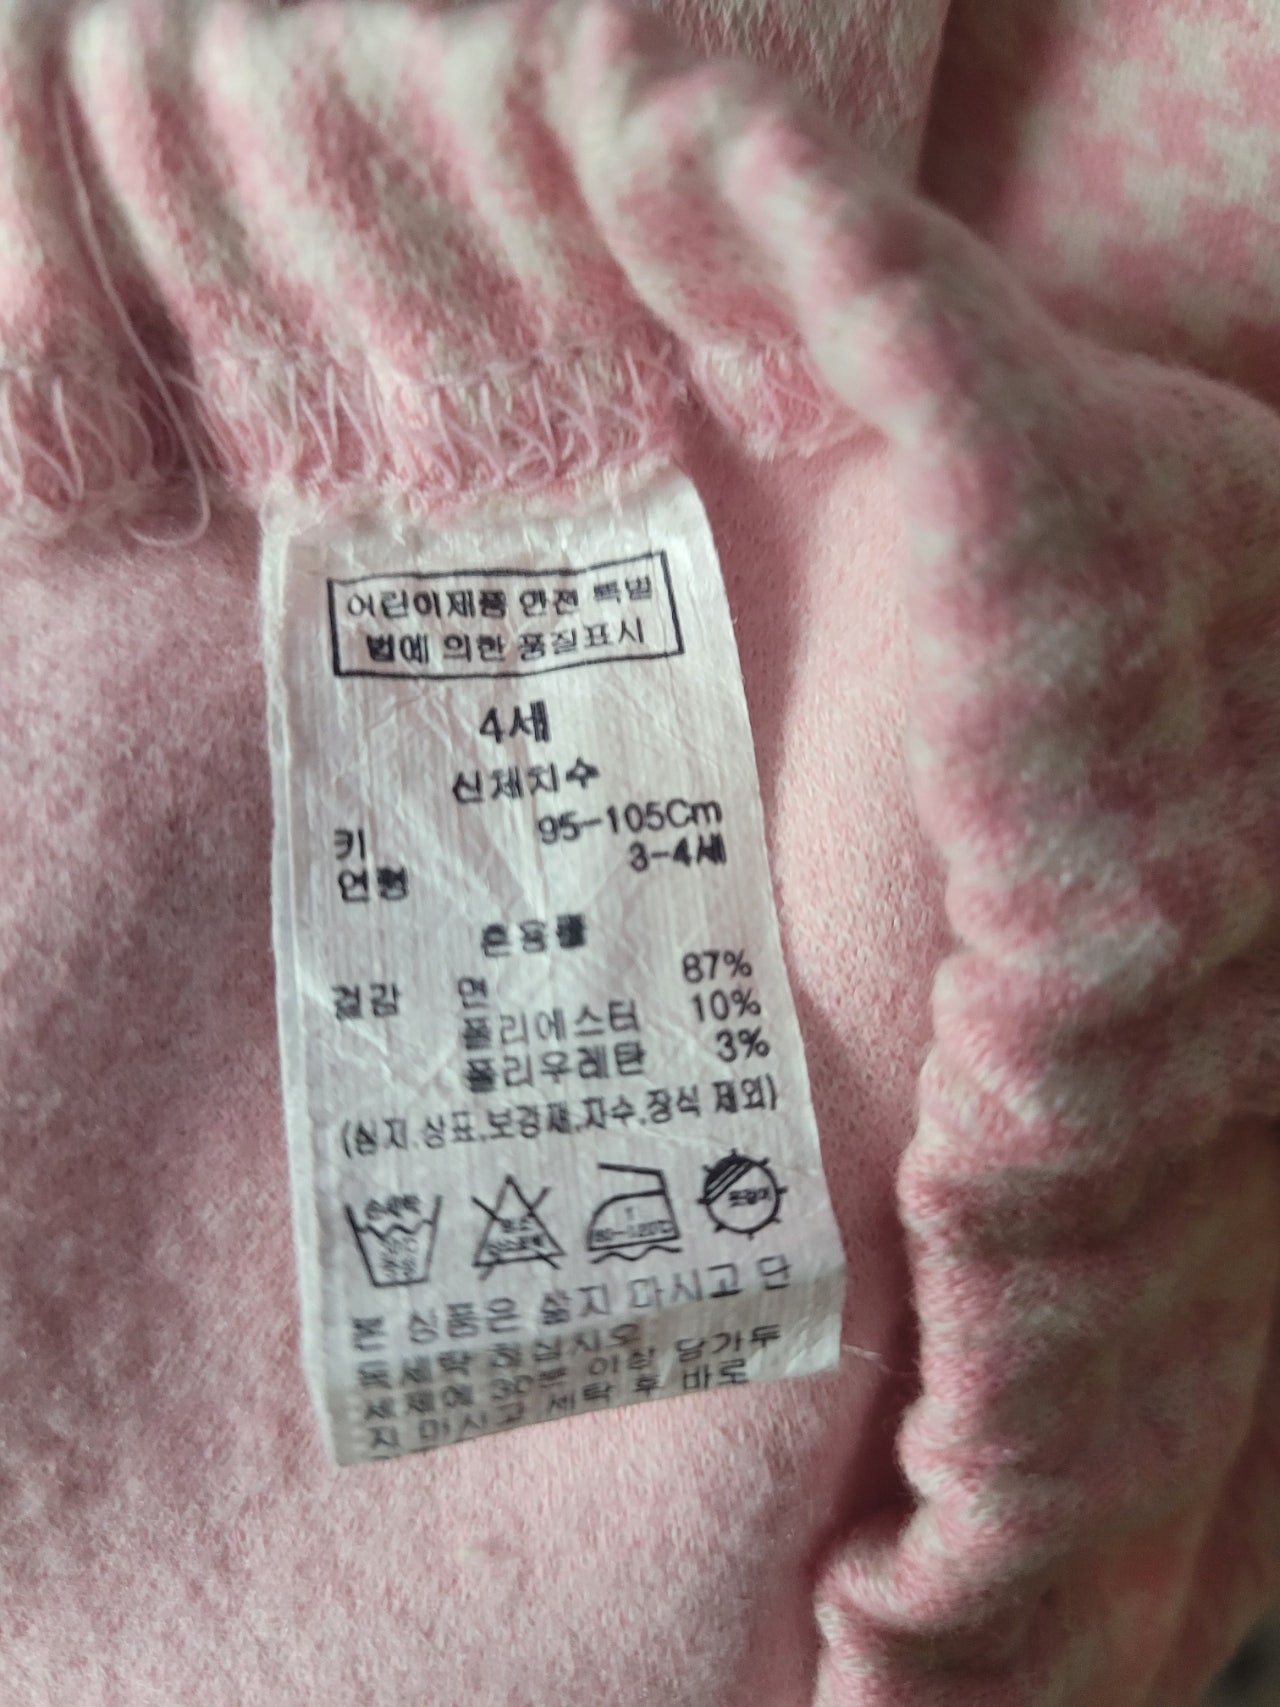 어린이제품 안전 특별
법에 의한 품질표시
4세
신체치수
키 95-105Cm
연령 3-4세
혼용률
겉감 면 87%
폴리에스터 10%
폴리우레탄 3%
(심지,상표,보강재,자수,장식 제외)
손세탁
80~120℃
본 상품은 삶지 마시고 단
독세탁 하십시오.
세제에 30분 이상 담가두
지 마시고 세탁 후 바로